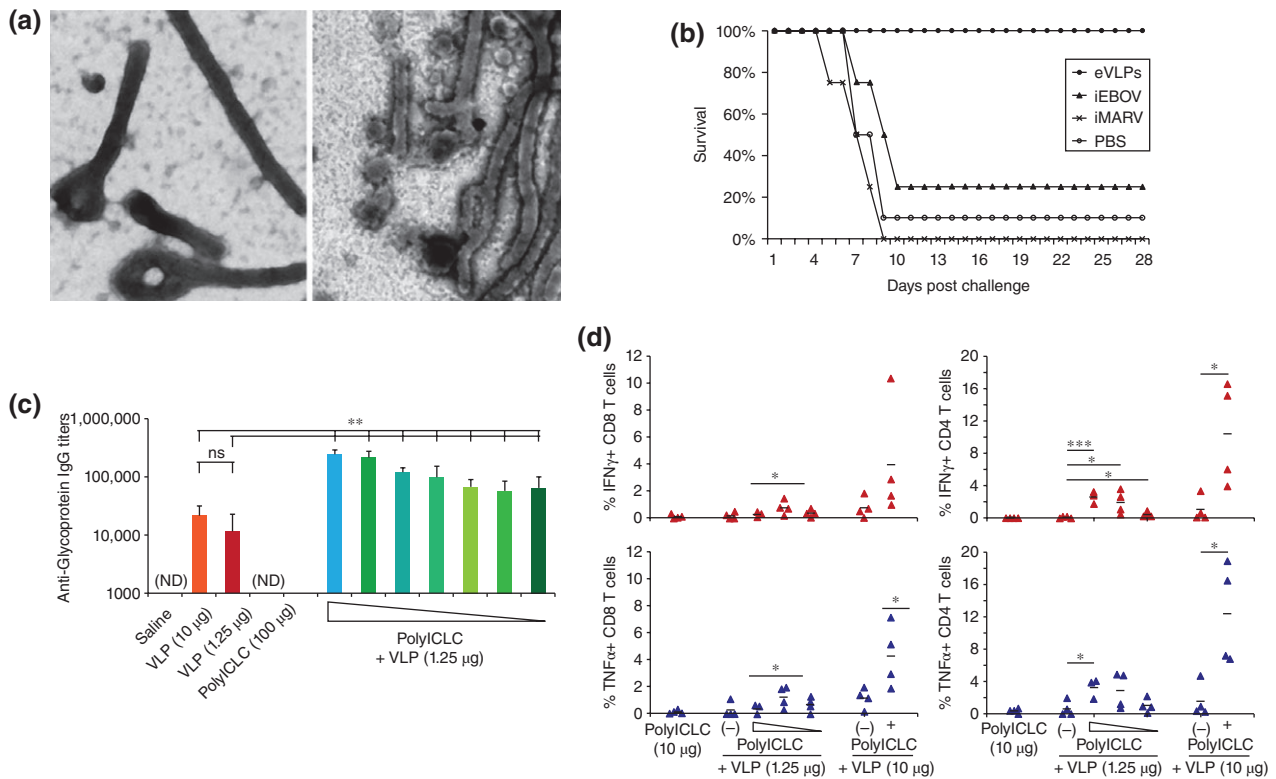 (a)
(b)
100%
80%
60%
40%
20%
0%
Survival
1 4 7 10 13 16 19 22 25 28
Days post challenge
eVLPs
iEBOV
iMARV
PBS
(c)
Anti-Glycoprotein IgG titers
1,000,000
100,000
10,000
1000
(ND)
ns
(ND)
**
Saline
VLP (10 µg)
VLP (1.25 µg)
PolyICLC (100 µg)
PolyICLC
+ VLP (1.25 µg)
(d)
% IFNγ+ CD8 T cells
12
10
8
6
4
2
0
*
% IFNγ+ CD4 T cells
20
16
12
8
4
0
***
*
*
*
% TNFα+ CD8 T cells
12
10
8
6
4
2
0
*
*
PolyICLC
(10 µg)
(–)
PolyICLC
+ VLP (1.25 µg)
(–) +
PolyICLC
+ VLP (10 µg)
% TNFα+ CD4 T cells
20
16
12
8
4
0
*
*
PolyICLC
(10 µg)
(–)
PolyICLC
+ VLP (1.25 µg)
(–) +
PolyICLC
+ VLP (10 µg)